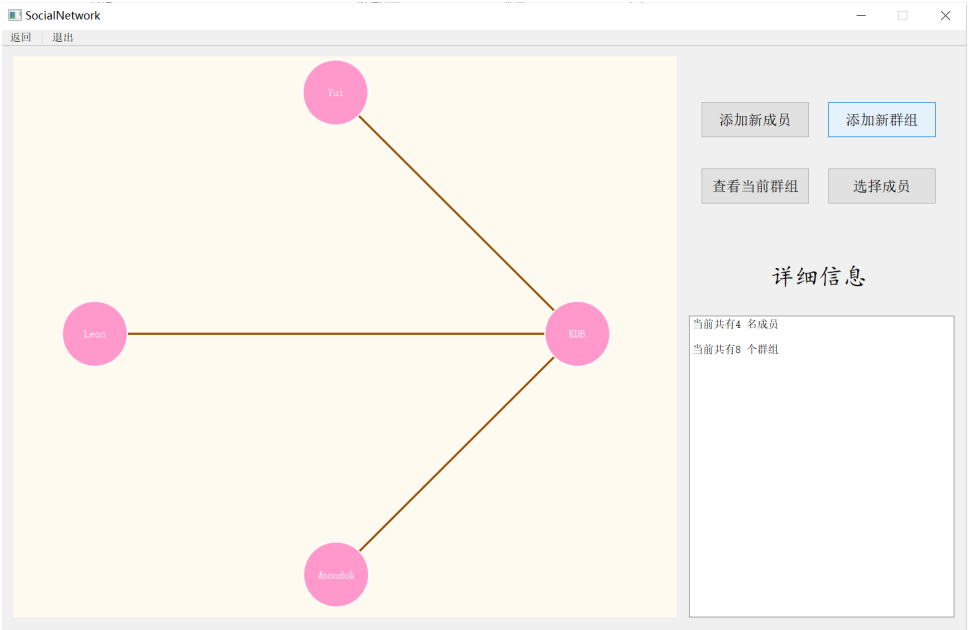 SocialNetwork
返回 退出
Yui
Leon
KDB
添加新成员 添加新群组
查看当前群组 选择成员
详细信息
当前共有4 名成员
当前共有8 个群组